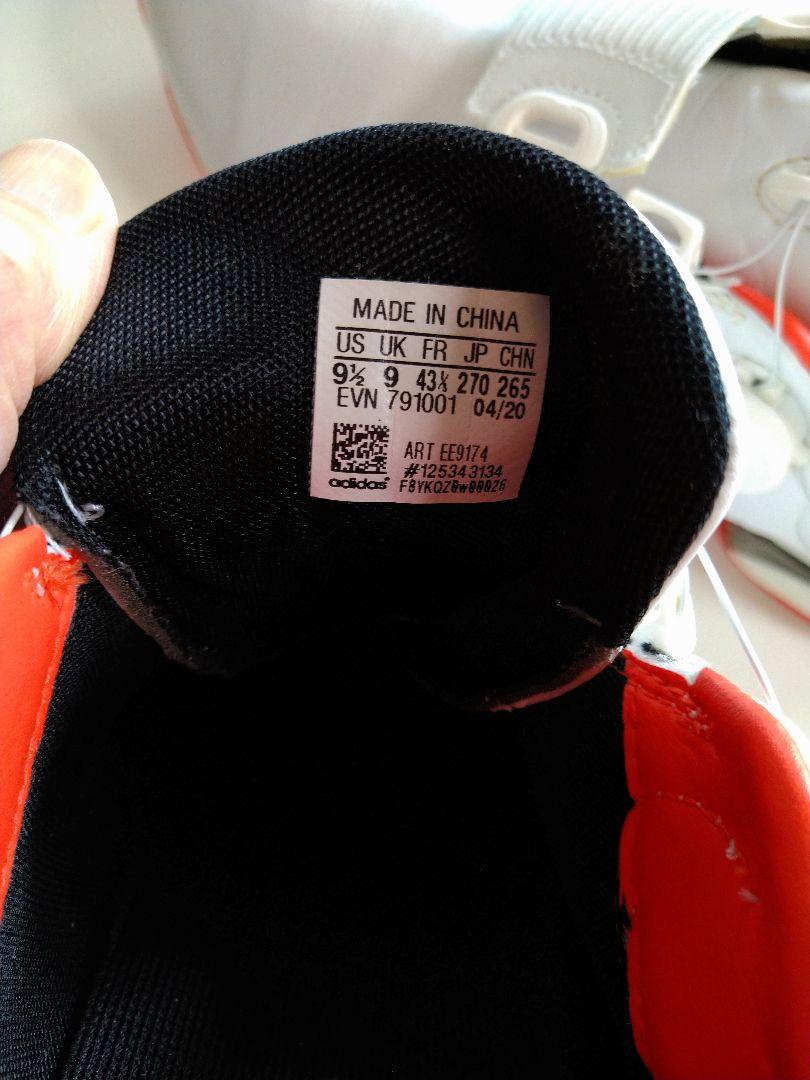 MADE IN CHINA
US UK FR JP CHN
9½ 9 43⅓ 270 265
EVN 791001 04/20
ART EE9174
#125343134
adidas